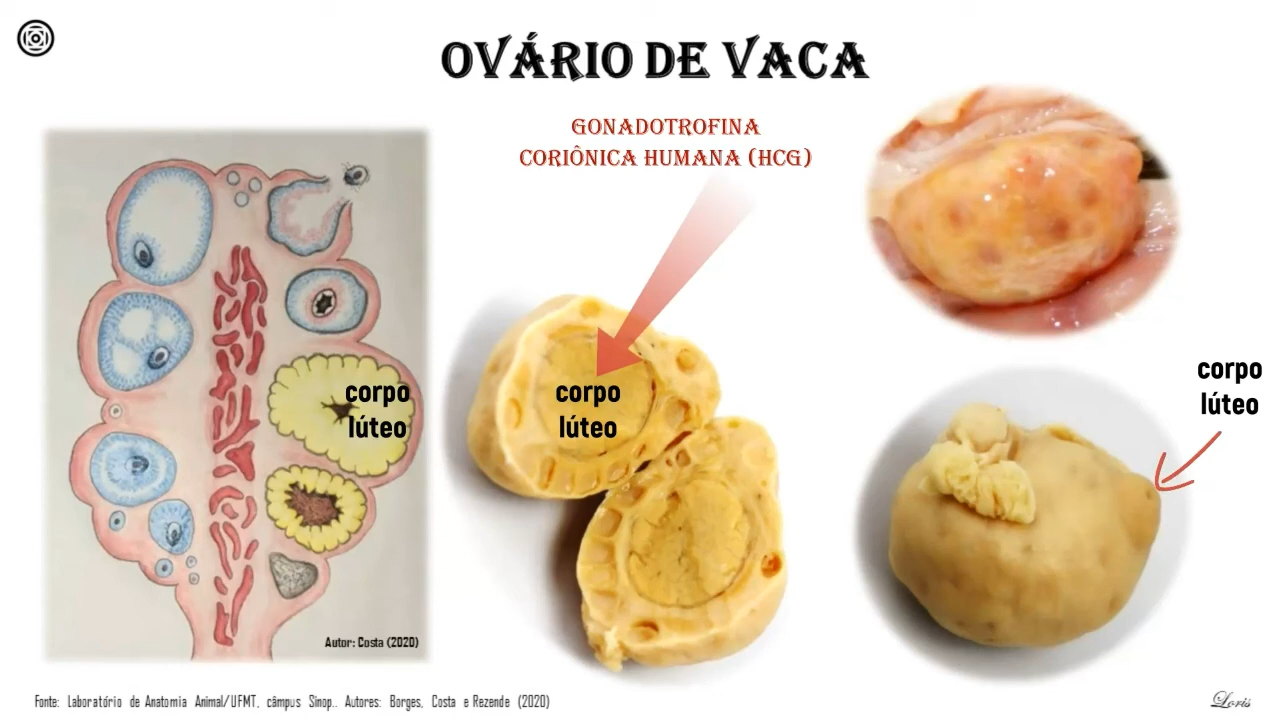 OVÁRIO DE VACA
GONADOTROFINA
CORIÔNICA HUMANA (HCG)
corpo
lúteo
corpo
lúteo
corpo
lúteo
Autor: Costa (2020)
Fonte: Laboratório de Anatomia Animal/UFMT, câmpus Sinop.. Autores: Borges, Costa e Rezende (2020)
Loris